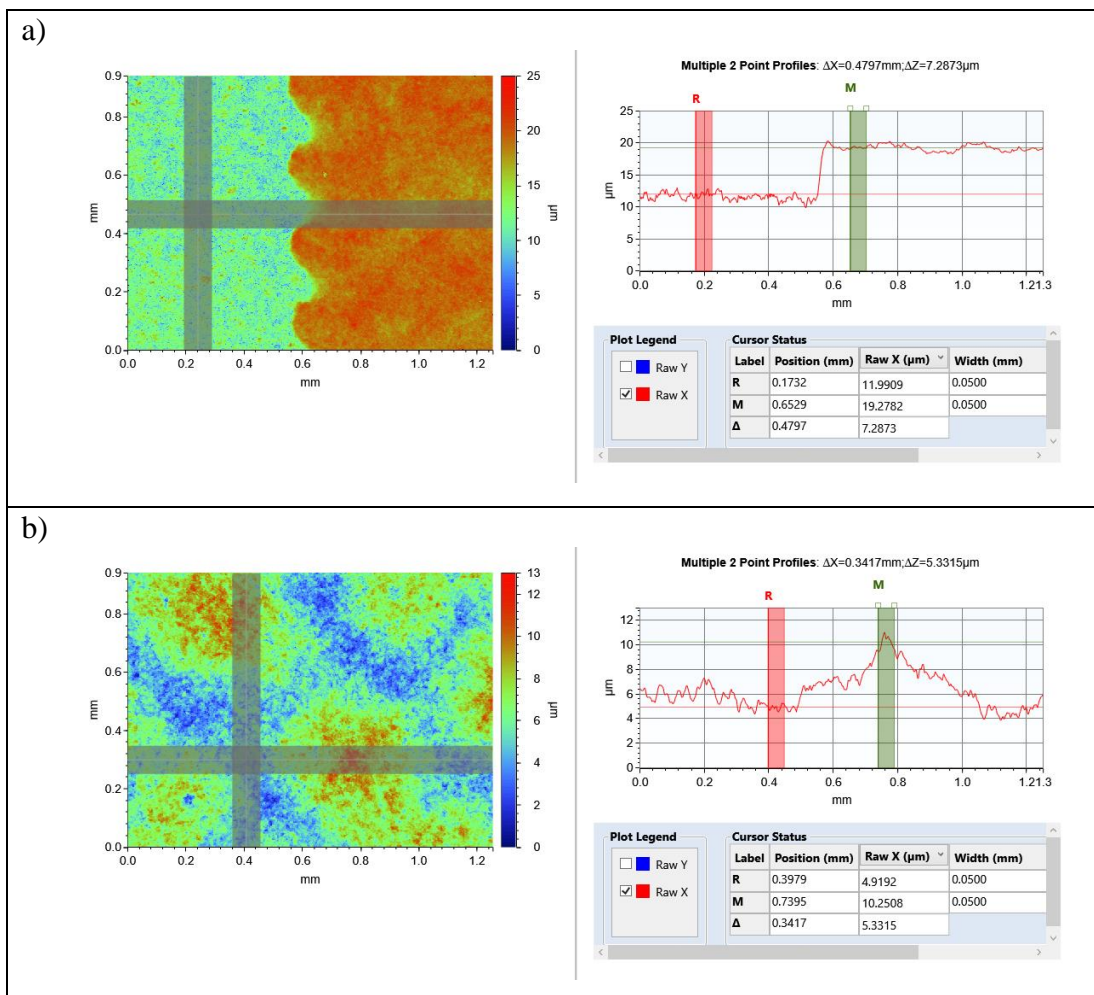 a)
Multiple 2 Point Profiles: ΔX=0.4797mm;ΔZ=7.2873µm
0.9
0.8
0.6
0.4
0.2
0.0
mm
0.0 0.2 0.4 0.6 0.8 1.0 1.2
mm
25
20
15
10
5
0
µm
R
M
25
20
15
10
5
0
µm
0.0 0.2 0.4 0.6 0.8 1.0 1.21.3
mm
Plot Legend
Raw Y
Raw X
Cursor Status
Label Position (mm) Raw X (µm) Width (mm)
R 0.1732 11.9909 0.0500
M 0.6529 19.2782 0.0500
Δ 0.4797 7.2873
b)
Multiple 2 Point Profiles: ΔX=0.3417mm;ΔZ=5.3315µm
0.9
0.8
0.6
0.4
0.2
0.0
mm
0.0 0.2 0.4 0.6 0.8 1.0 1.2
mm
13
12
10
8
6
4
2
0
µm
R
M
12
10
8
6
4
2
0
µm
0.0 0.2 0.4 0.6 0.8 1.0 1.21.3
mm
Plot Legend
Raw Y
Raw X
Cursor Status
Label Position (mm) Raw X (µm) Width (mm)
R 0.3979 4.9192 0.0500
M 0.7395 10.2508 0.0500
Δ 0.3417 5.3315